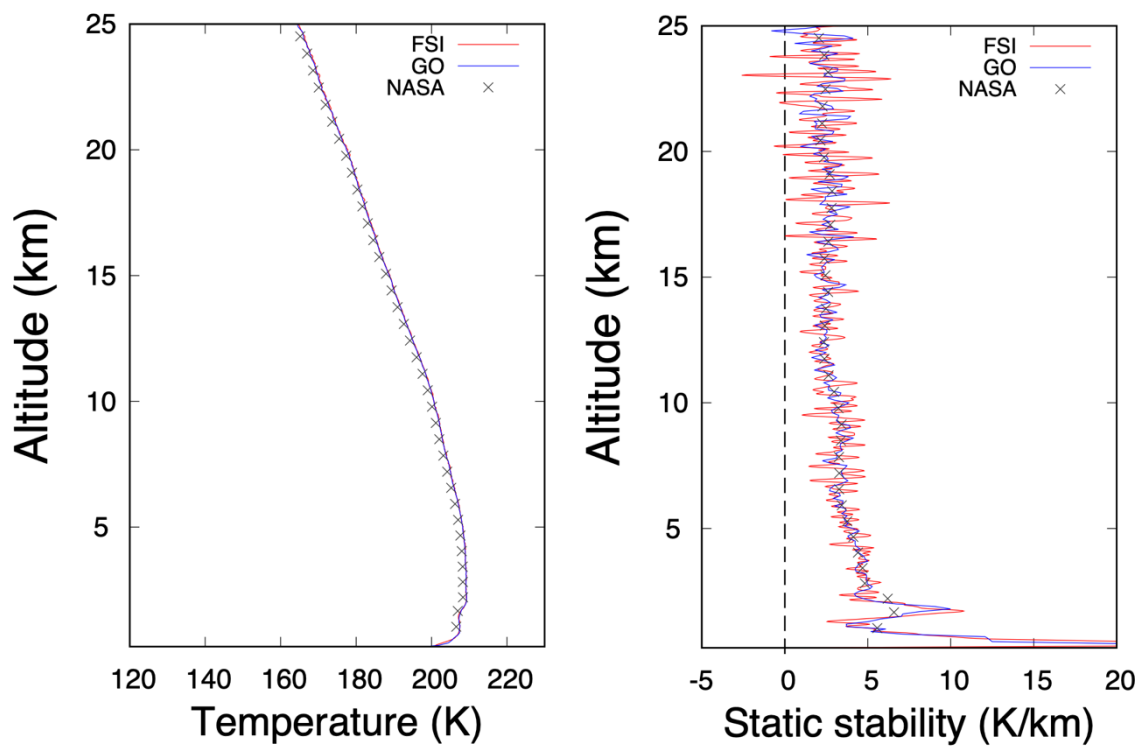 25
20
15
10
5
Altitude (km)
FSI
GO
NASA
120 140 160 180 200 220
Temperature (K)
25
20
15
10
5
Altitude (km)
FSI
GO
NASA
-5 0 5 10 15 20
Static stability (K/km)